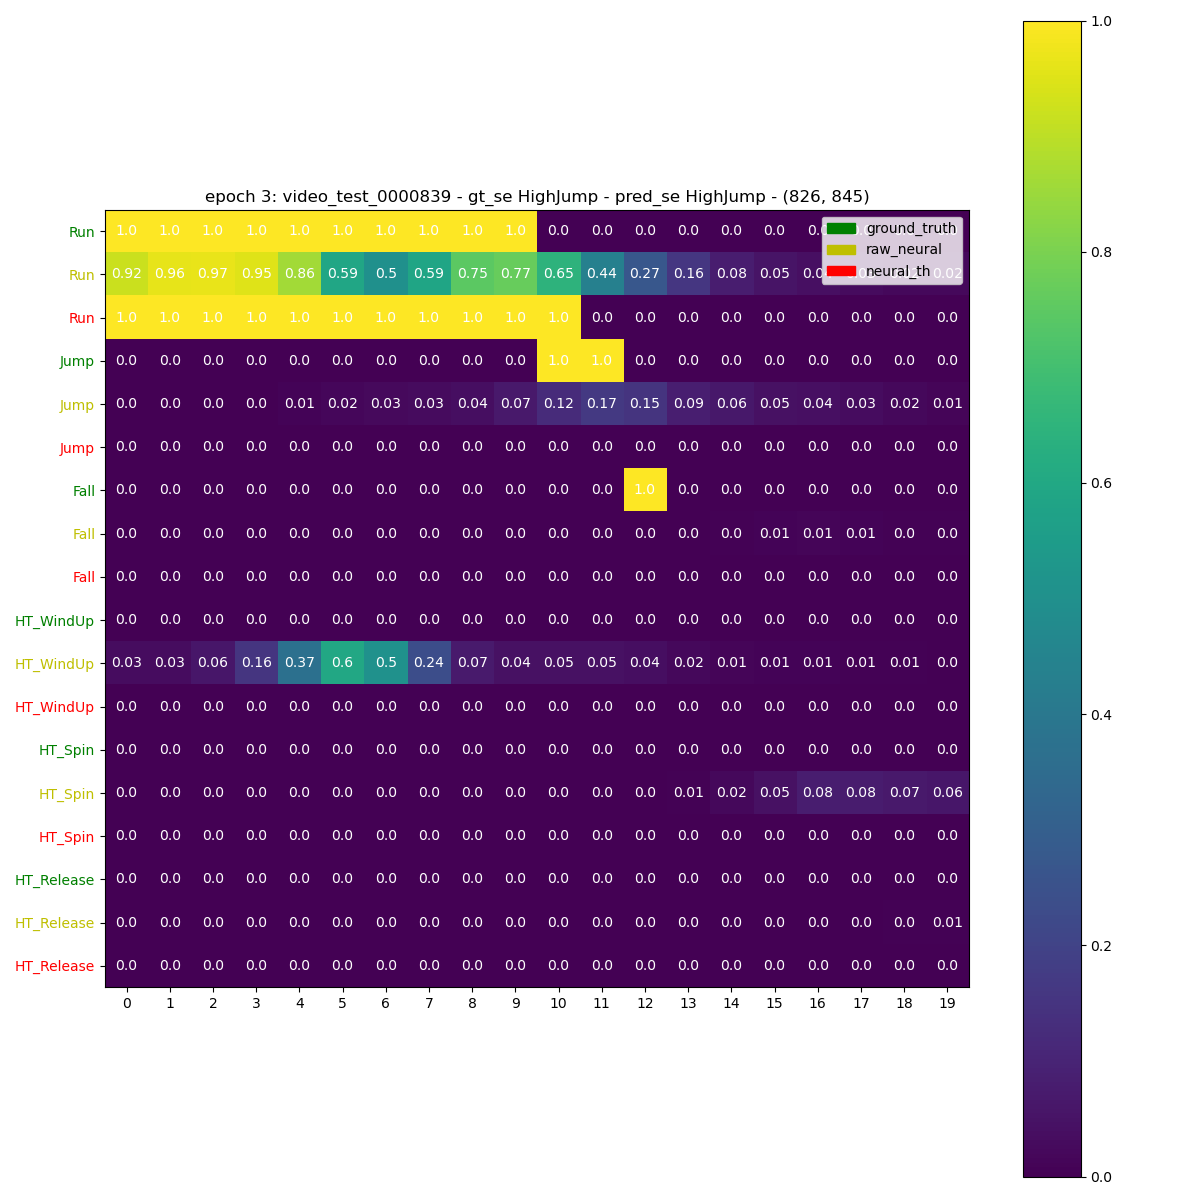 epoch 3: video_test_0000839 - gt_se HighJump - pred_se HighJump - (826, 845)
Run 1.0 1.0 1.0 1.0 1.0 1.0 1.0 1.0 1.0 1.0 0.0 0.0 0.0 0.0 0.0 0.0
Run 0.92 0.96 0.97 0.95 0.86 0.59 0.5 0.59 0.75 0.77 0.65 0.44 0.27 0.16 0.08 0.05 0.02
ground_truth
raw_neural
neural_th
Run 1.0 1.0 1.0 1.0 1.0 1.0 1.0 1.0 1.0 1.0 1.0 0.0 0.0 0.0 0.0 0.0 0.0 0.0 0.0 0.0
Jump 0.0 0.0 0.0 0.0 0.0 0.0 0.0 0.0 0.0 0.0 1.0 1.0 0.0 0.0 0.0 0.0 0.0 0.0 0.0 0.0
Jump 0.0 0.0 0.0 0.0 0.01 0.02 0.03 0.03 0.04 0.07 0.12 0.17 0.15 0.09 0.06 0.05 0.04 0.03 0.02 0.01
Jump 0.0 0.0 0.0 0.0 0.0 0.0 0.0 0.0 0.0 0.0 0.0 0.0 0.0 0.0 0.0 0.0 0.0 0.0 0.0 0.0
Fall 0.0 0.0 0.0 0.0 0.0 0.0 0.0 0.0 0.0 0.0 0.0 0.0 1.0 0.0 0.0 0.0 0.0 0.0 0.0 0.0
Fall 0.0 0.0 0.0 0.0 0.0 0.0 0.0 0.0 0.0 0.0 0.0 0.0 0.0 0.0 0.0 0.01 0.01 0.01 0.0 0.0
Fall 0.0 0.0 0.0 0.0 0.0 0.0 0.0 0.0 0.0 0.0 0.0 0.0 0.0 0.0 0.0 0.0 0.0 0.0 0.0 0.0
HT_WindUp 0.0 0.0 0.0 0.0 0.0 0.0 0.0 0.0 0.0 0.0 0.0 0.0 0.0 0.0 0.0 0.0 0.0 0.0 0.0 0.0
HT_WindUp 0.03 0.03 0.06 0.16 0.37 0.6 0.5 0.24 0.07 0.04 0.05 0.05 0.04 0.02 0.01 0.01 0.01 0.01 0.01 0.0
HT_WindUp 0.0 0.0 0.0 0.0 0.0 0.0 0.0 0.0 0.0 0.0 0.0 0.0 0.0 0.0 0.0 0.0 0.0 0.0 0.0 0.0
HT_Spin 0.0 0.0 0.0 0.0 0.0 0.0 0.0 0.0 0.0 0.0 0.0 0.0 0.0 0.0 0.0 0.0 0.0 0.0 0.0 0.0
HT_Spin 0.0 0.0 0.0 0.0 0.0 0.0 0.0 0.0 0.0 0.0 0.0 0.0 0.0 0.01 0.02 0.05 0.08 0.08 0.07 0.06
HT_Spin 0.0 0.0 0.0 0.0 0.0 0.0 0.0 0.0 0.0 0.0 0.0 0.0 0.0 0.0 0.0 0.0 0.0 0.0 0.0 0.0
HT_Release 0.0 0.0 0.0 0.0 0.0 0.0 0.0 0.0 0.0 0.0 0.0 0.0 0.0 0.0 0.0 0.0 0.0 0.0 0.0 0.0
HT_Release 0.0 0.0 0.0 0.0 0.0 0.0 0.0 0.0 0.0 0.0 0.0 0.0 0.0 0.0 0.0 0.0 0.0 0.0 0.0 0.01
HT_Release 0.0 0.0 0.0 0.0 0.0 0.0 0.0 0.0 0.0 0.0 0.0 0.0 0.0 0.0 0.0 0.0 0.0 0.0 0.0 0.0
0 1 2 3 4 5 6 7 8 9 10 11 12 13 14 15 16 17 18 19
1.0
0.8
0.6
0.4
0.2
0.0